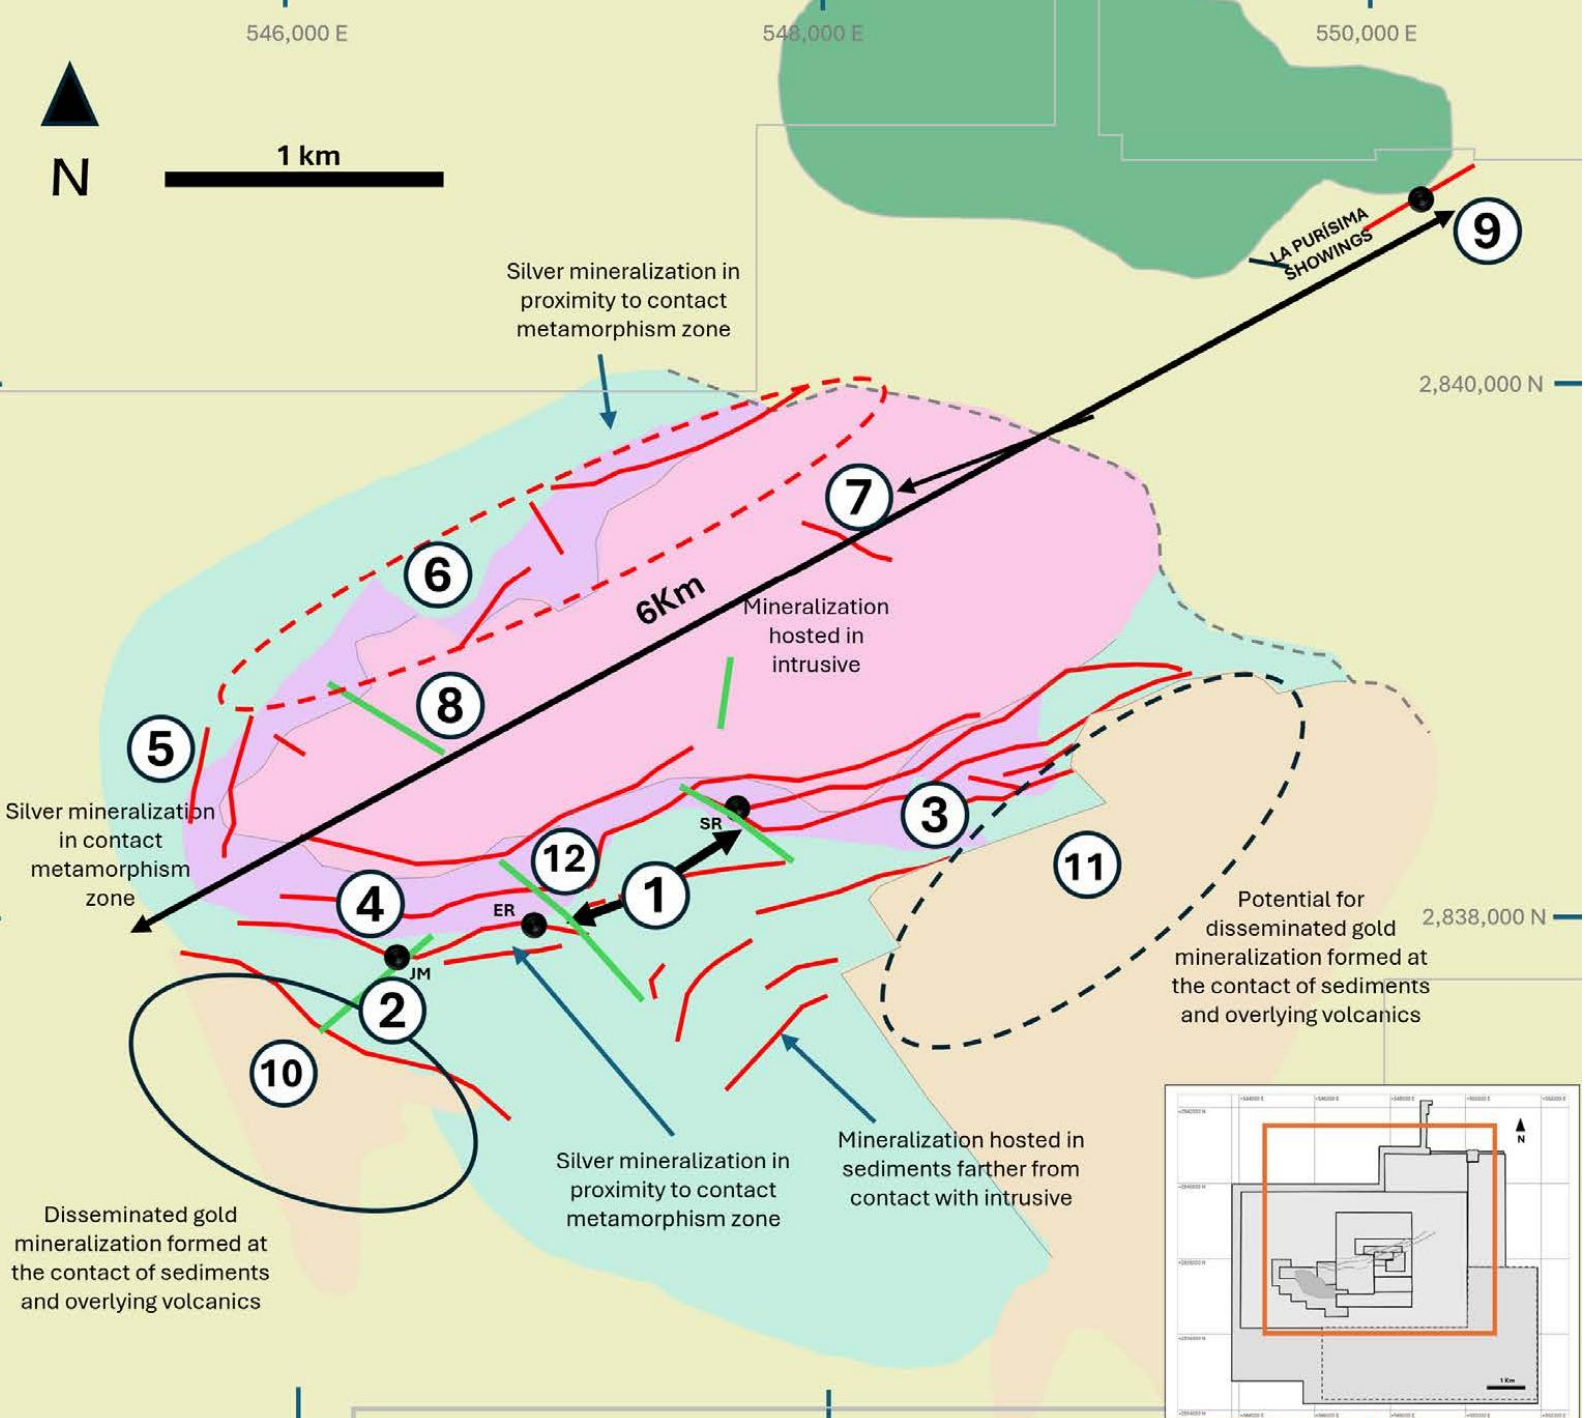 546,000 E
548,000 E
550,000 E
N
1 km
LA PURÍSIMA
SHOWINGS
9
Silver mineralization in
proximity to contact
metamorphism zone
2,840,000 N
7
6
6Km
Mineralization
hosted in
intrusive
8
5
Silver mineralization
in contact
metamorphism
zone
SR
3
12
11
1
4
ER
JM
2
10
Potential for
disseminated gold
mineralization formed at
the contact of sediments
and overlying volcanics
2,838,000 N
Silver mineralization in
proximity to contact
metamorphism zone
Mineralization hosted in
sediments farther from
contact with intrusive
Disseminated gold
mineralization formed at
the contact of sediments
and overlying volcanics
N
1 Km